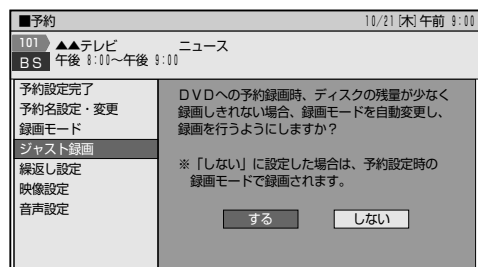 ■予約 10/21[木]午前 9:00
101 ▲▲テレビ ニュース
BS 午後 8:00～午後 9:00
予約設定完了
予約名設定・変更
録画モード
ジャスト録画
繰返し設定
映像設定
音声設定
DVDへの予約録画時、ディスクの残量が少なく
録画しきれない場合、録画モードを自動変更し、
録画を行うようにしますか？
※「しない」に設定した場合は、予約設定時の
録画モードで録画されます。
する しない